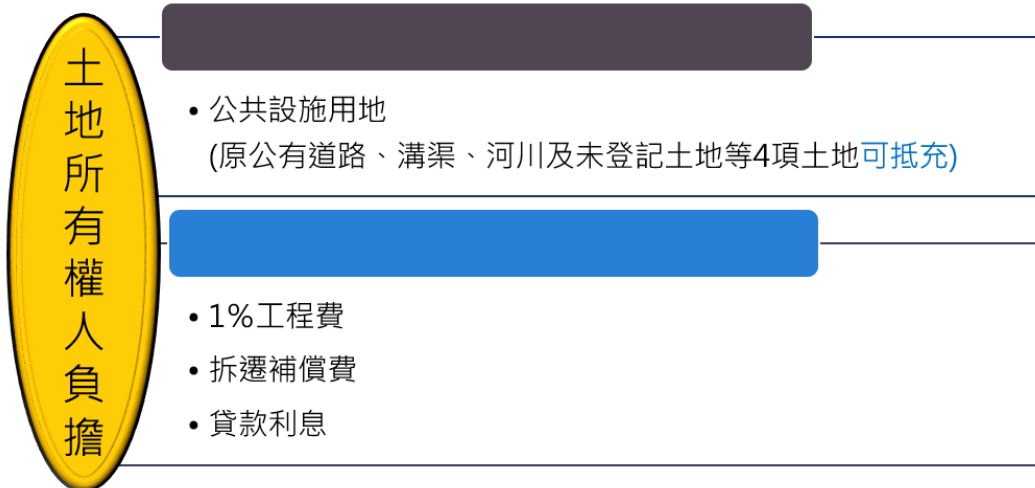 土地所有權人負擔
• 公共設施用地
(原公有道路、溝渠、河川及未登記土地等4項土地可抵充)
• 1%工程費
• 拆遷補償費
• 貸款利息